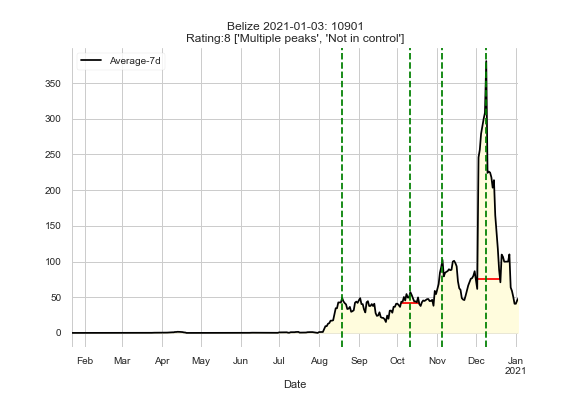 Belize 2021-01-03: 10901
Rating:8 ['Multiple peaks', 'Not in control']
Average-7d
350
300
250
200
150
100
50
0
Feb Mar Apr May Jun Jul Aug Sep Oct Nov Dec Jan
2021
Date